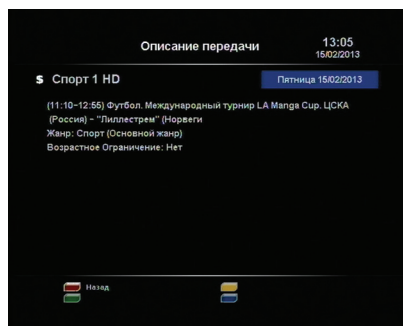 Описание передачи
13:05
15/02/2013
S Спорт 1 HD
Пятница 15/02/2013
(11:10-12:55) Футбол. Международный турнир LA Manga Cup. ЦСКА
(Россия) - "Лиллестрем" (Норвеги
Жанр: Спорт (Основной жанр)
Возрастное Ограничение: Нет
Назад